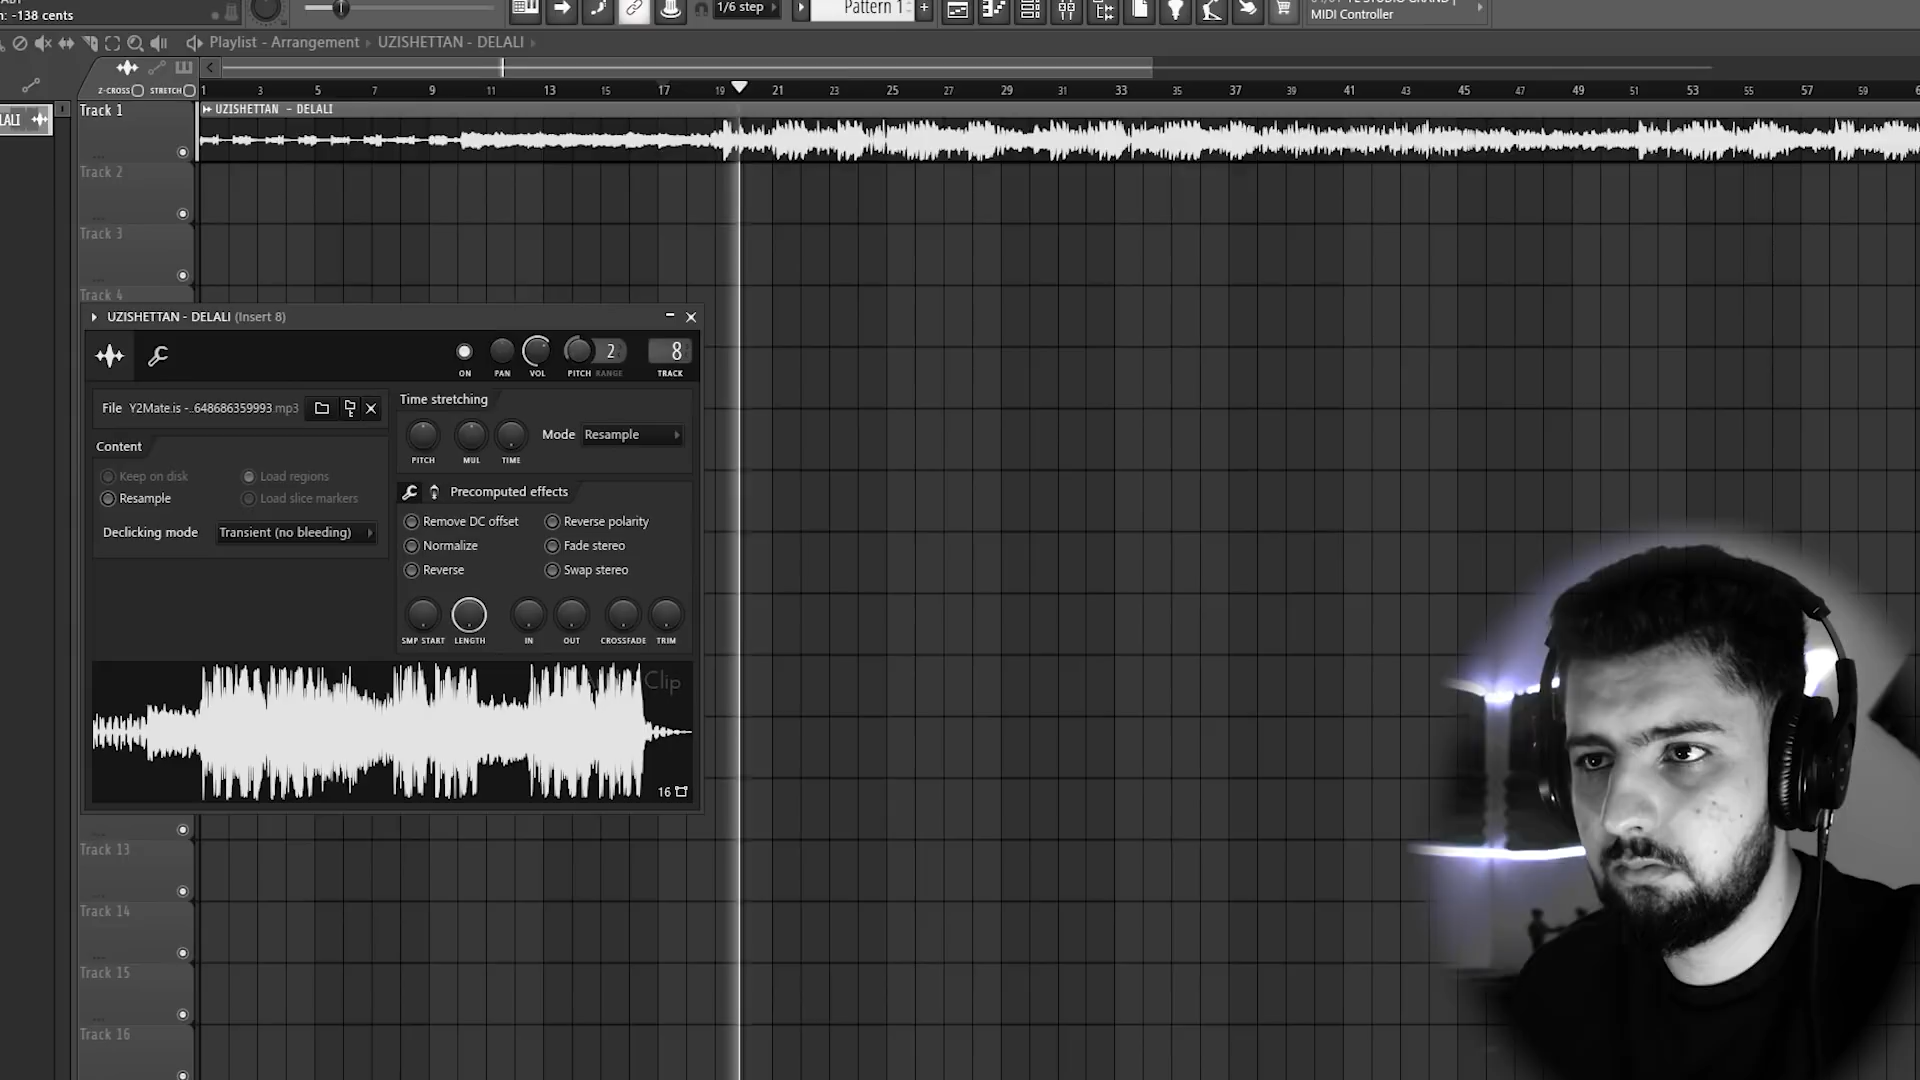 -138 cents
1/6 step
Pattern 1
MIDI Controller
Playlist - Arrangement
UZISHETTAN - DELALI
Z-CROSS
STRETCH
1 3 5 7 9 11 13 15 17 19 21 23 25 27 29 31 33 35 37 39 41 43 45 47 49 51 53 55 57 59
ALI
Track 1
UZISHETTAN - DELALI
Track 2
Track 3
Track 4
UZISHETTAN - DELALI (Insert 8)
2
8
ON
PAN
VOL
PITCH
RANGE
TRACK
File
Y2Mate.is -..648686359993.mp3
Content
Keep on disk
Load regions
Resample
Load slice markers
Declicking mode
Transient (no bleeding)
Time stretching
Mode
Resample
PITCH
MUL
TIME
Precomputed effects
Remove DC offset
Reverse polarity
Normalize
Fade stereo
Reverse
Swap stereo
SMP START
LENGTH
IN
OUT
CROSSFADE
TRIM
Clip
16
Track 13
Track 14
Track 15
Track 16